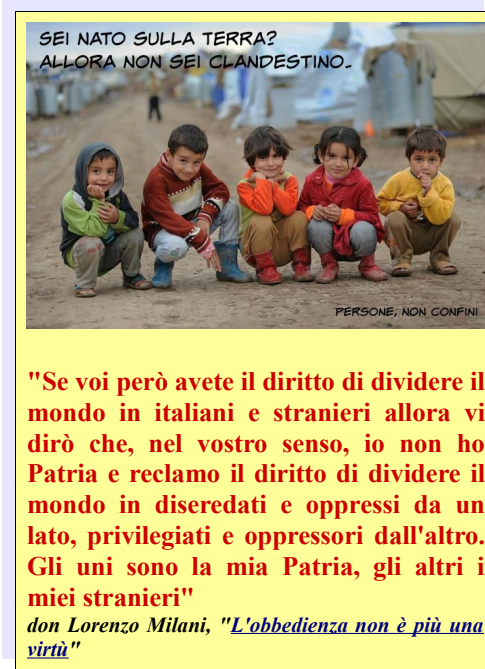 SEI NATO SULLA TERRA?
ALLORA NON SEI CLANDESTINO.
PERSONE, NON CONFINI
"Se voi però avete il diritto di dividere il
mondo in italiani e stranieri allora vi
dirò che, nel vostro senso, io non ho
Patria e reclamo il diritto di dividere il
mondo in diseredati e oppressi da un
lato, privilegiati e oppressori dall'altro.
Gli uni sono la mia Patria, gli altri i
miei stranieri"
don Lorenzo Milani, "L'obbedienza non è più una
virtù"